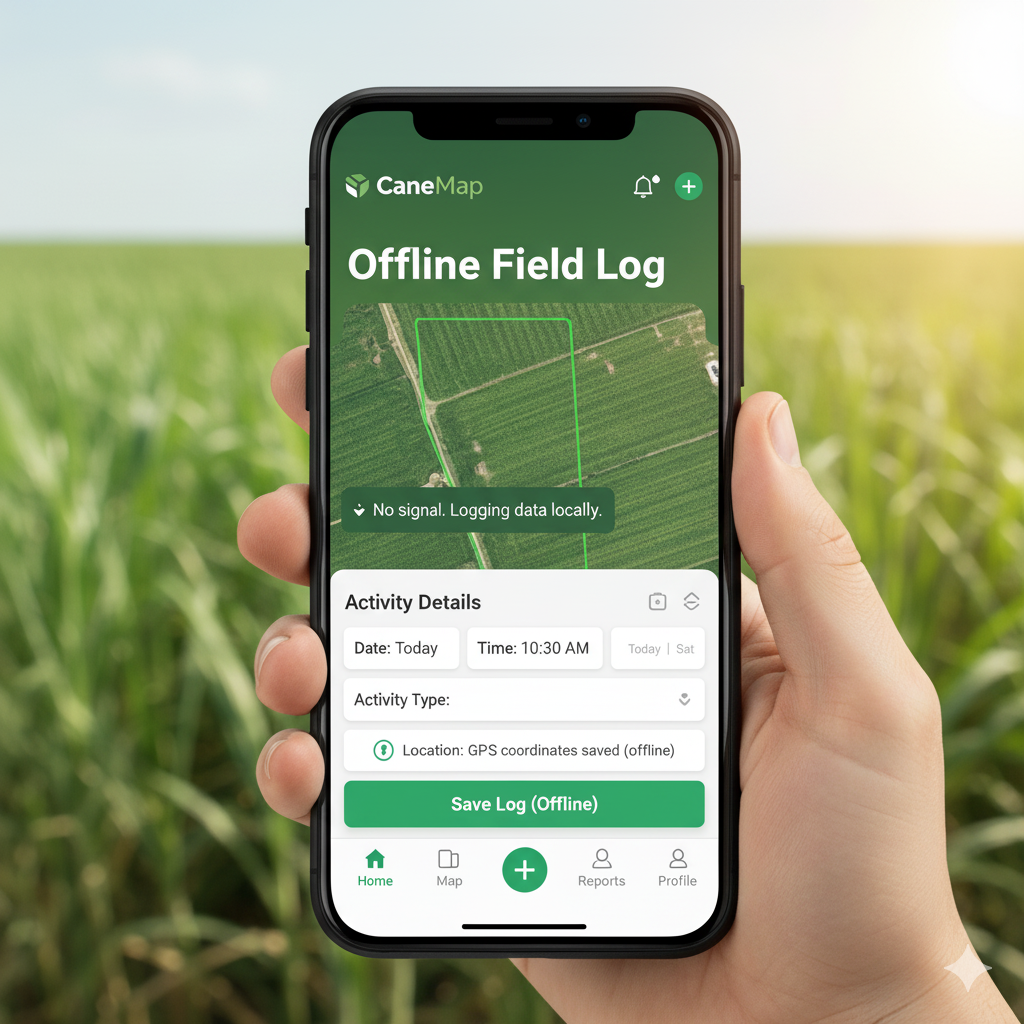 CaneMap
Offline Field Log
No signal. Logging data locally.
Activity Details
Date: Today
Time: 10:30 AM
Today | Sat
Activity Type:
Location: GPS coordinates saved (offline)
Save Log (Offline)
Home
Map
Reports
Profile